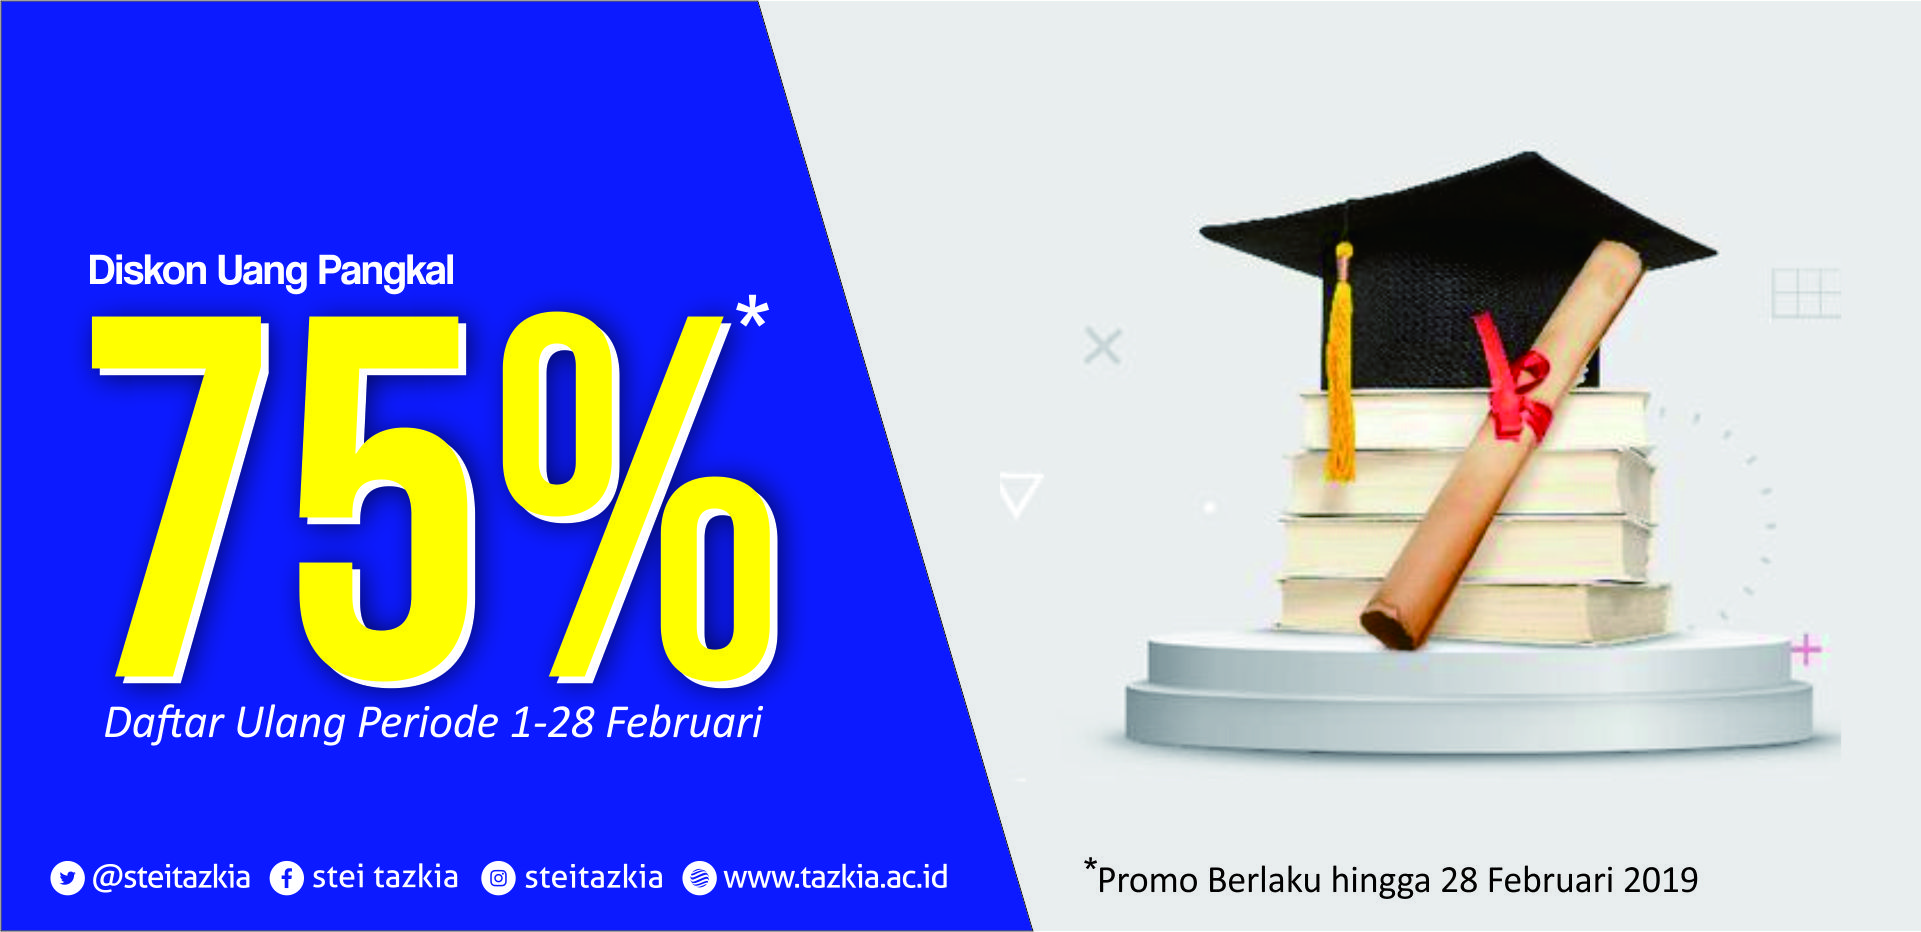 Diskon Uang Pangkal
75%*
Daftar Ulang Periode 1-28 Februari
@steitazkia stei tazkia steitazkia www.tazkia.ac.id
*Promo Berlaku hingga 28 Februari 2019